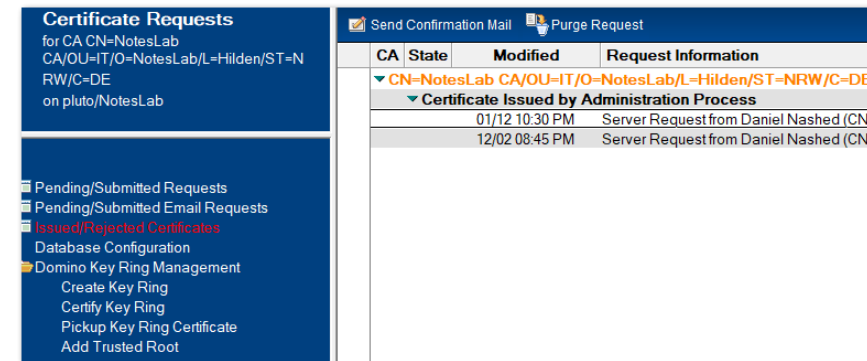 Certificate Requests
for CA CN=NotesLab
CA/OU=IT/O=NotesLab/L=Hilden/ST=N
RW/C=DE
on pluto/NotesLab
Pending/Submitted Requests
Pending/Submitted Email Requests
Issued/Rejected Certificates
Database Configuration
Domino Key Ring Management
Create Key Ring
Certify Key Ring
Pickup Key Ring Certificate
Add Trusted Root
Send Confirmation Mail Purge Request
CA State Modified Request Information
CN=NotesLab CA/OU=IT/O=NotesLab/L=Hilden/ST=NRW/C=DE
Certificate Issued by Administration Process
01/12 10:30 PM Server Request from Daniel Nashed (CN
12/02 08:45 PM Server Request from Daniel Nashed (CN